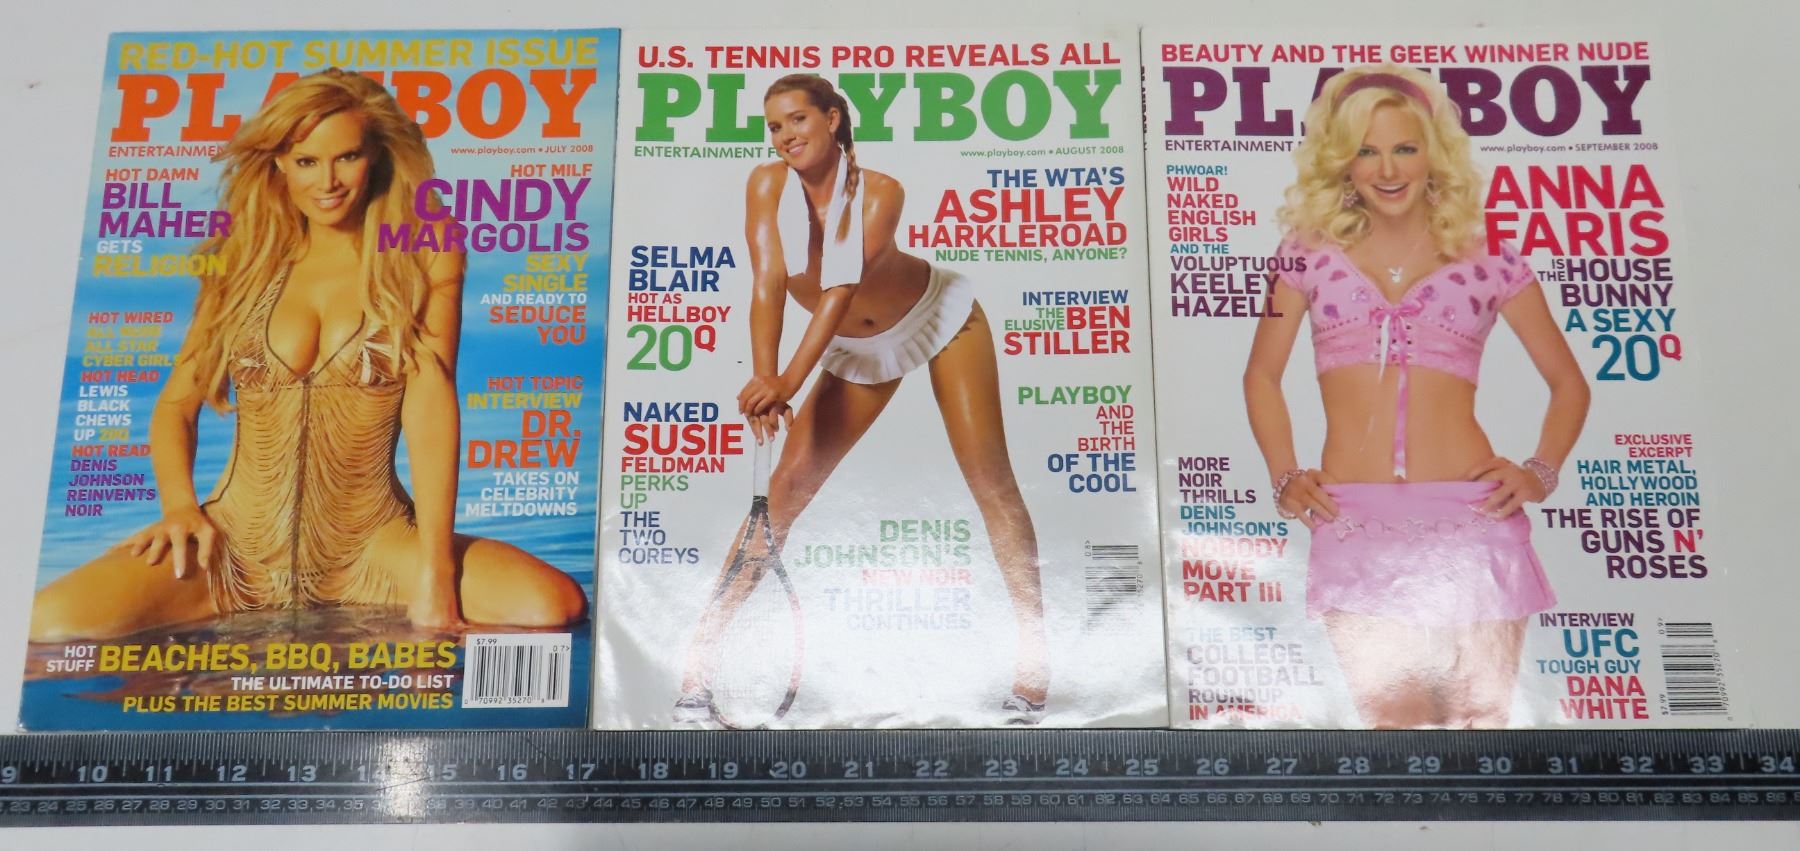 RED-HOT SUMMER ISSUE
PLAYBOY
www.playboy.com • JULY 2008
HOT DAMN
BILL
MAHER
GETS
RELIGION
HOT WIRED
ALL NUDE
ALL STAR
CYBER GIRLS
HOT HEAD
LEWIS
BLACK
CHEWS
UP 20Q
HOT READ
DENIS
JOHNSON
REINVENTS
NOIR
HOT MILF
CINDY
MARGOLIS
SEXY
SINGLE
AND READY TO
SEDUCE
YOU
HOT TOPIC
INTERVIEW
DR.
DREW
TAKES ON
CELEBRITY
MELTDOWNS
HOT STUFF BEACHES, BBQ, BABES
THE ULTIMATE TO-DO LIST
PLUS THE BEST SUMMER MOVIES
$7.99
07>
0 70992 35270 8
U.S. TENNIS PRO REVEALS ALL
PLAYBOY
ENTERTAINMENT F
www.playboy.com • AUGUST 2008
SELMA
BLAIR
HOT AS
HELLBOY
20Q
NAKED
SUSIE
FELDMAN
PERKS
UP
THE
TWO
COREYS
THE WTA'S
ASHLEY
HARKLEROAD
NUDE TENNIS, ANYONE?
INTERVIEW
THE ELUSIVE BEN
STILLER
PLAYBOY
AND
THE
BIRTH
OF THE
COOL
DENIS
JOHNSON'S
NEW NOIR
THRILLER
CONTINUES
08>
BEAUTY AND THE GEEK WINNER NUDE
PLAYBOY
ENTERTAINMENT
www.playboy.com • SEPTEMBER 2008
PHWOAR!
WILD
NAKED
ENGLISH
GIRLS
AND THE
VOLUPTUOUS
KEELEY
HAZELL
MORE
NOIR
THRILLS
DENIS
JOHNSON'S
NOBODY
MOVE
PART III
THE BEST
COLLEGE
FOOTBALL
ROUNDUP
IN AMERICA
ANNA
FARIS
IS THE HOUSE
BUNNY
A SEXY
20Q
EXCLUSIVE
EXCERPT
HAIR METAL,
HOLLYWOOD
AND HEROIN
THE RISE OF
GUNS N'
ROSES
INTERVIEW
UFC
TOUGH GUY
DANA
WHITE
$7.99
09>
9 10 11 12 13 14 15 16 17 18 19 20 21 22 23 24 25 26 27 28 29 30 31 32 33 34